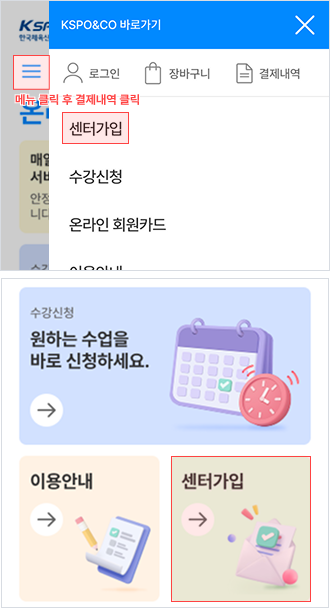 KSPO&CO 바로가기
KSP
한국체육산
로그인
장바구니
결제내역
메뉴 클릭 후 결제내역 클릭
온
센터가입
매일
서비
안정
니다
수강신청
온라인 회원카드
수강신청
원하는 수업을
바로 신청하세요.
이용안내
센터가입